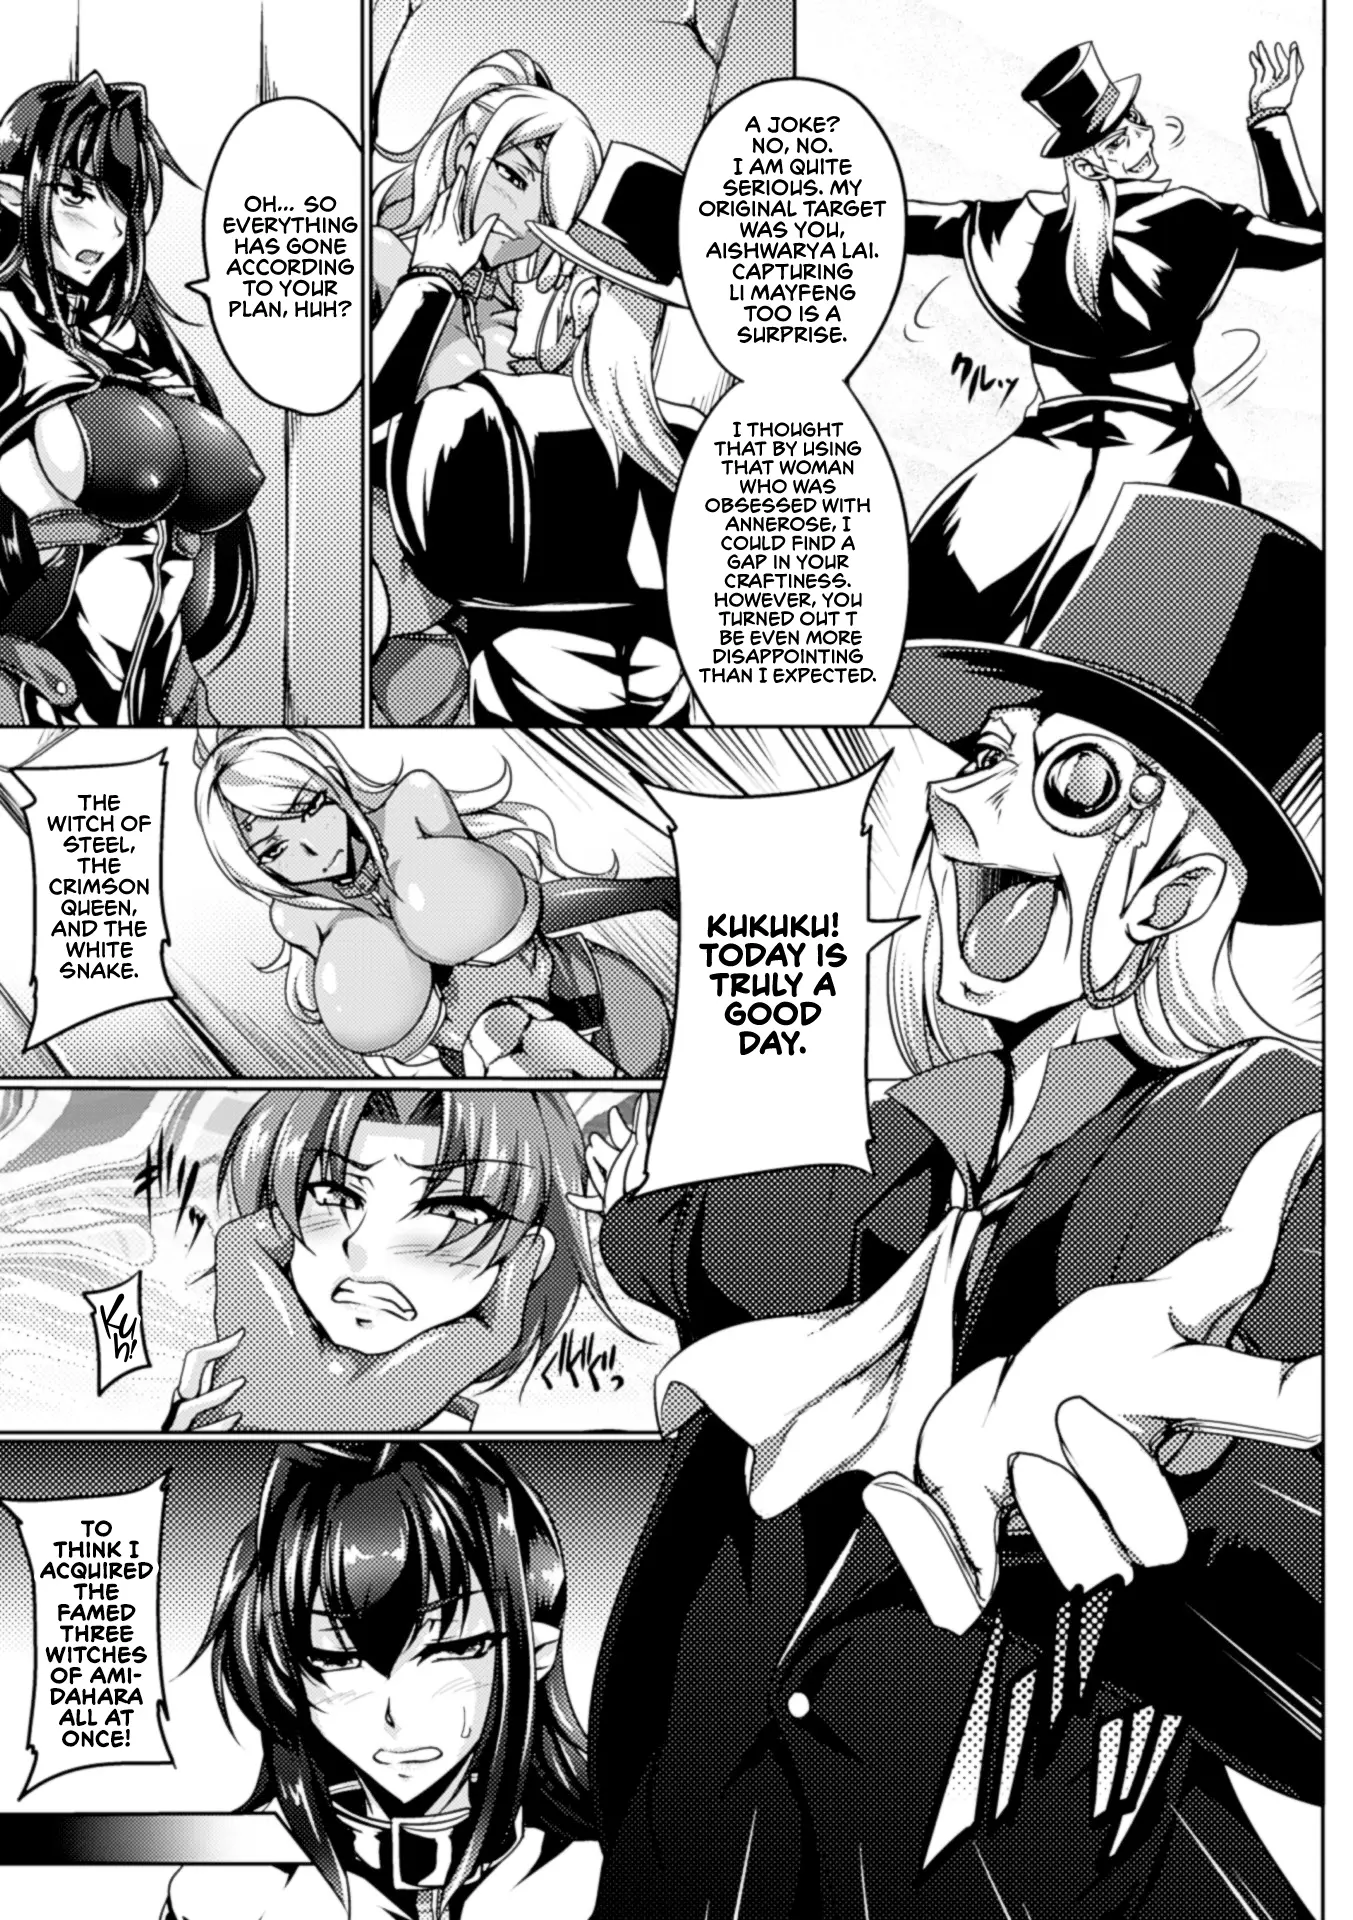 A JOKE?
NO, NO.
I AM QUITE
SERIOUS. MY
ORIGINAL TARGET
WAS YOU,
AISHWARYA LAI.
CAPTURING
LI MAYFENG
TOO IS A
SURPRISE.
I THOUGHT
THAT BY USING
THAT WOMAN
WHO WAS
OBSESSED WITH
ANNEROSE, I
COULD FIND A
GAP IN YOUR
CRAFTINESS.
HOWEVER, YOU
TURNED OUT T
BE EVEN MORE
DISAPPOINTING
THAN I EXPECTED.
OH... SO
EVERYTHING
HAS GONE
ACCORDING
TO YOUR
PLAN, HUH?
KUKUKU!
TODAY IS
TRULY A
GOOD
DAY.
THE
WITCH OF
STEEL,
THE
CRIMSON
QUEEN,
AND THE
WHITE
SNAKE.
Kuh!
TO
THINK I
ACQUIRED
THE
FAMED
THREE
WITCHES
OF AMI-
DAHARA
ALL AT
ONCE!